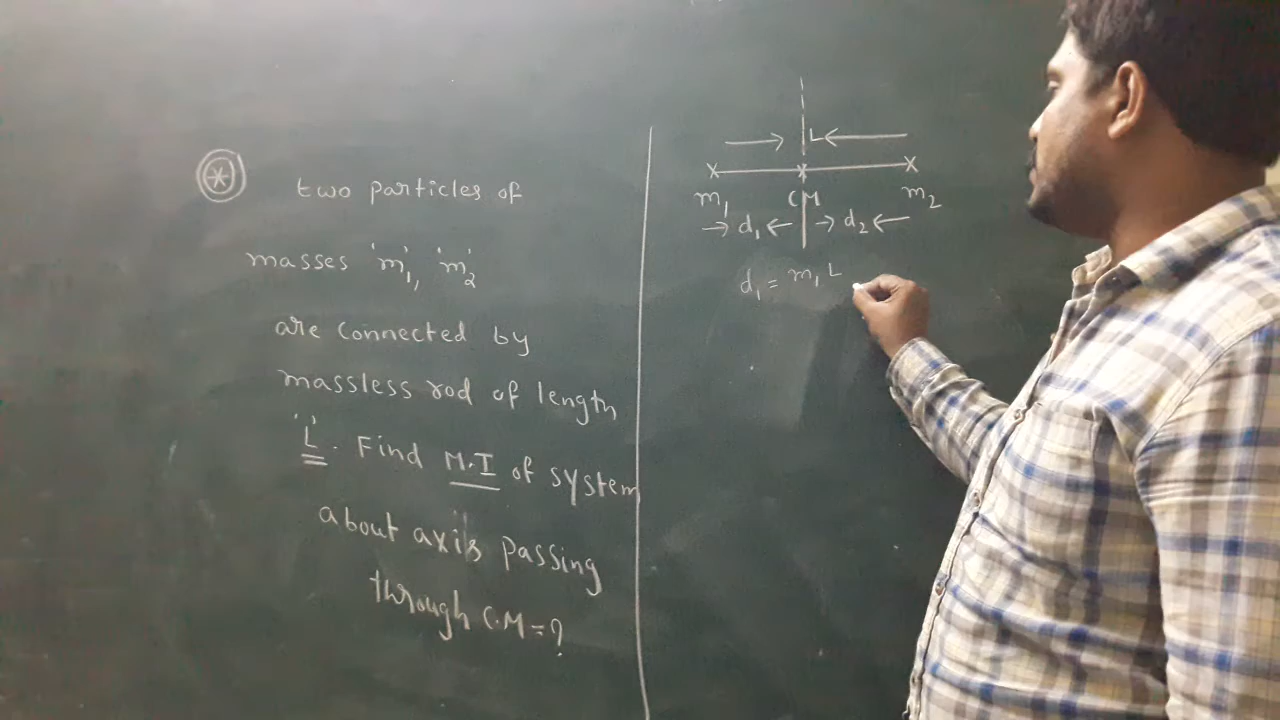 two particles of
masses 'm₁', 'm₂'
are connected by
massless rod of length
'L'. Find M.I of system
about axis passing
through C.M = ?
L
m₁ CM m₂
→ d₁ ← → d₂ ←
d₁ = m₁ L